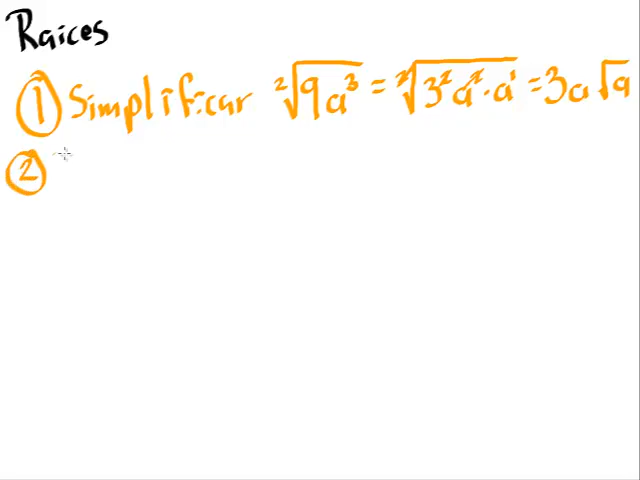 Raices
① Simplificar ²√9a³ = ²√3²a²·a¹ = 3a √a
②